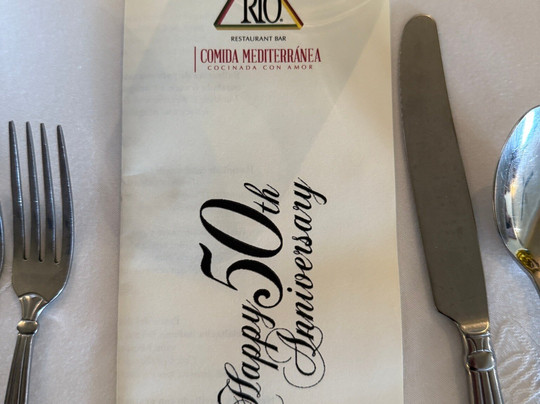 RIO
RESTAURANT BAR
COMIDA MEDITERRÁNEA
COCINADA CON AMOR
Happy 50th
Anniversary